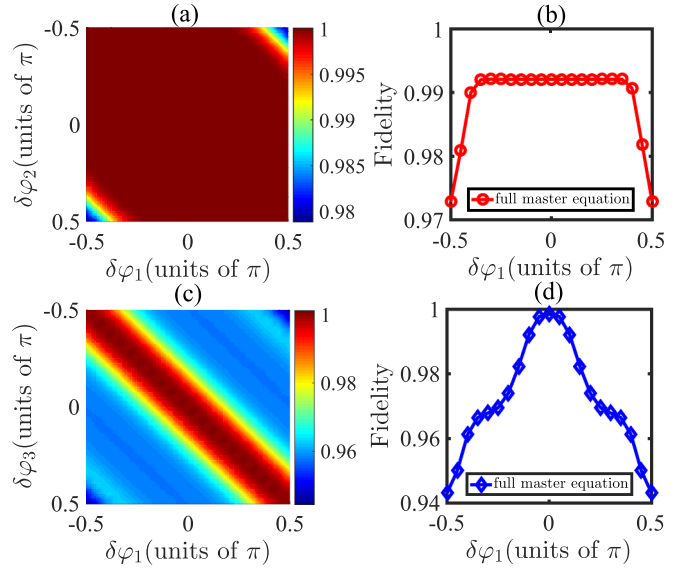 (a)
-0.5
0
0.5
δφ₂(units of π)
-0.5
0
0.5
δφ₁(units of π)
1
0.995
0.99
0.985
0.98
(b)
1
0.99
0.98
0.97
Fidelity
full master equation
-0.5
0
0.5
δφ₁(units of π)
(c)
-0.5
0
0.5
δφ₃(units of π)
-0.5
0
0.5
δφ₁(units of π)
1
0.98
0.96
(d)
1
0.98
0.96
0.94
Fidelity
full master equation
-0.5
0
0.5
δφ₁(units of π)